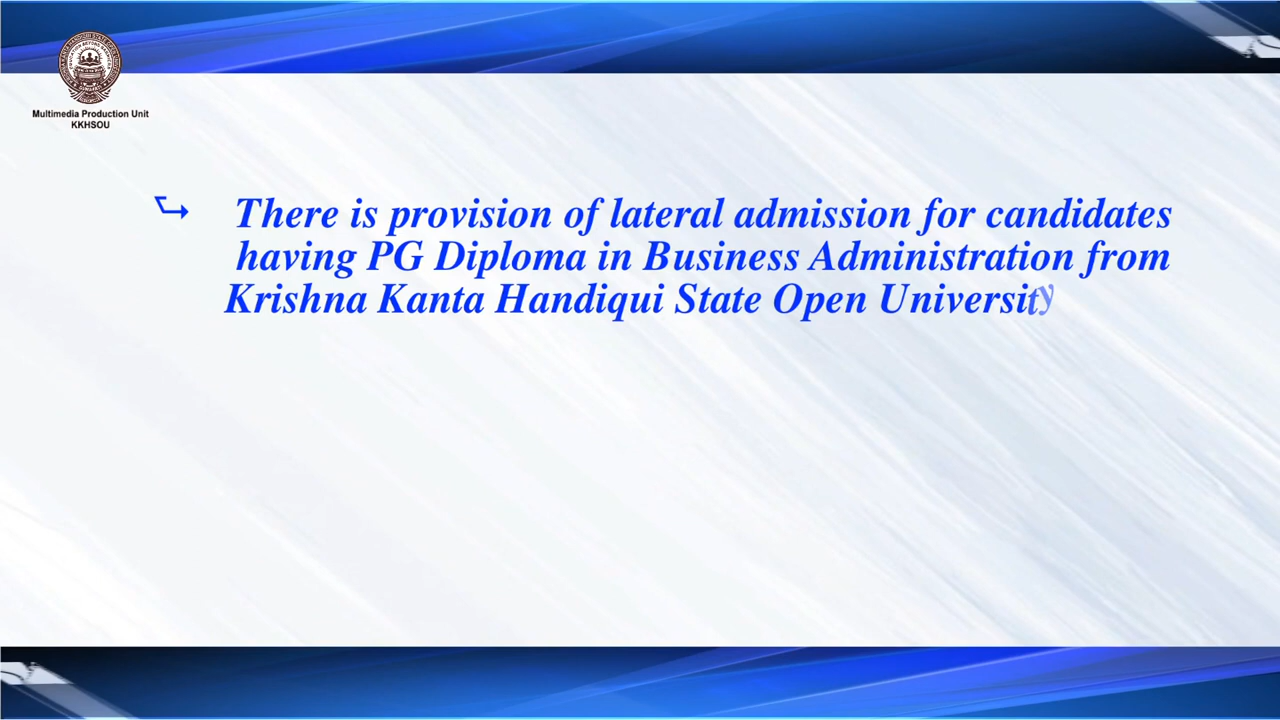 Multimedia Production Unit
KKHSOU
There is provision of lateral admission for candidates
having PG Diploma in Business Administration from
Krishna Kanta Handiqui State Open University